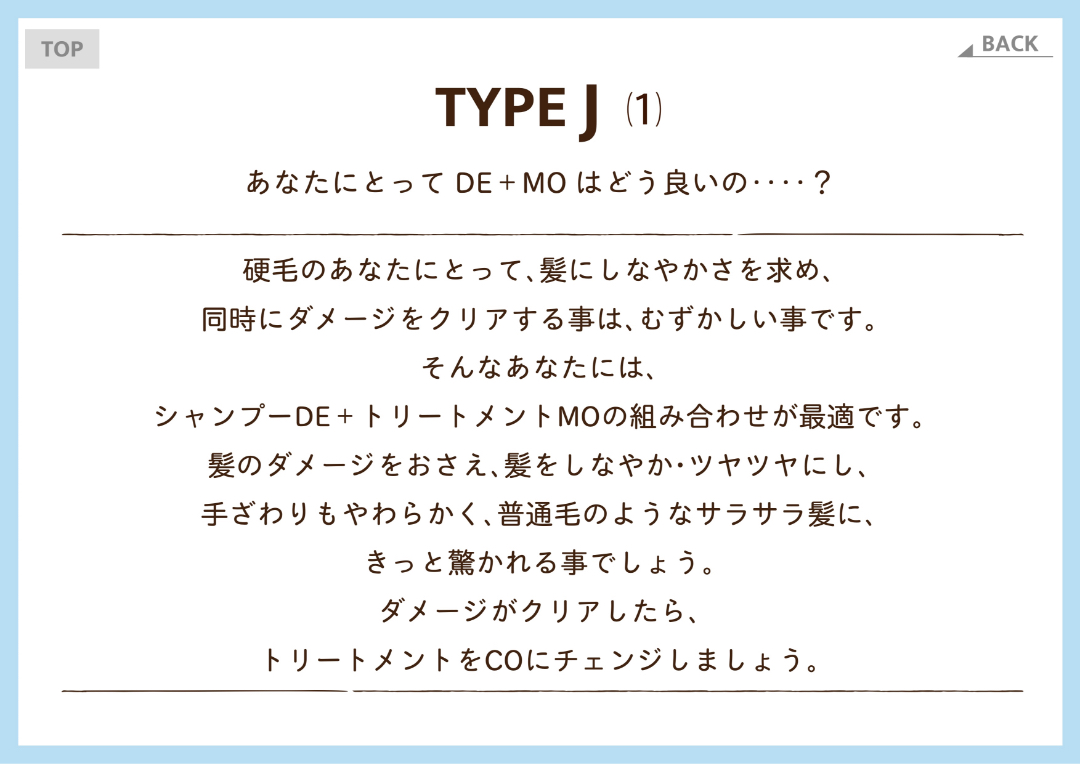 TOP
BACK
TYPE J (1)
あなたにとって DE+MO はどう良いの‥‥?
硬毛のあなたにとって、髪にしなやかさを求め、
同時にダメージをクリアする事は、むずかしい事です。
そんなあなたには、
シャンプーDE+トリートメントMOの組み合わせが最適です。
髪のダメージをおさえ、髪をしなやか・ツヤツヤにし、
手ざわりもやわらかく、普通毛のようなサラサラ髪に、
きっと驚かれる事でしょう。
ダメージがクリアしたら、
トリートメントをCOにチェンジしましょう。